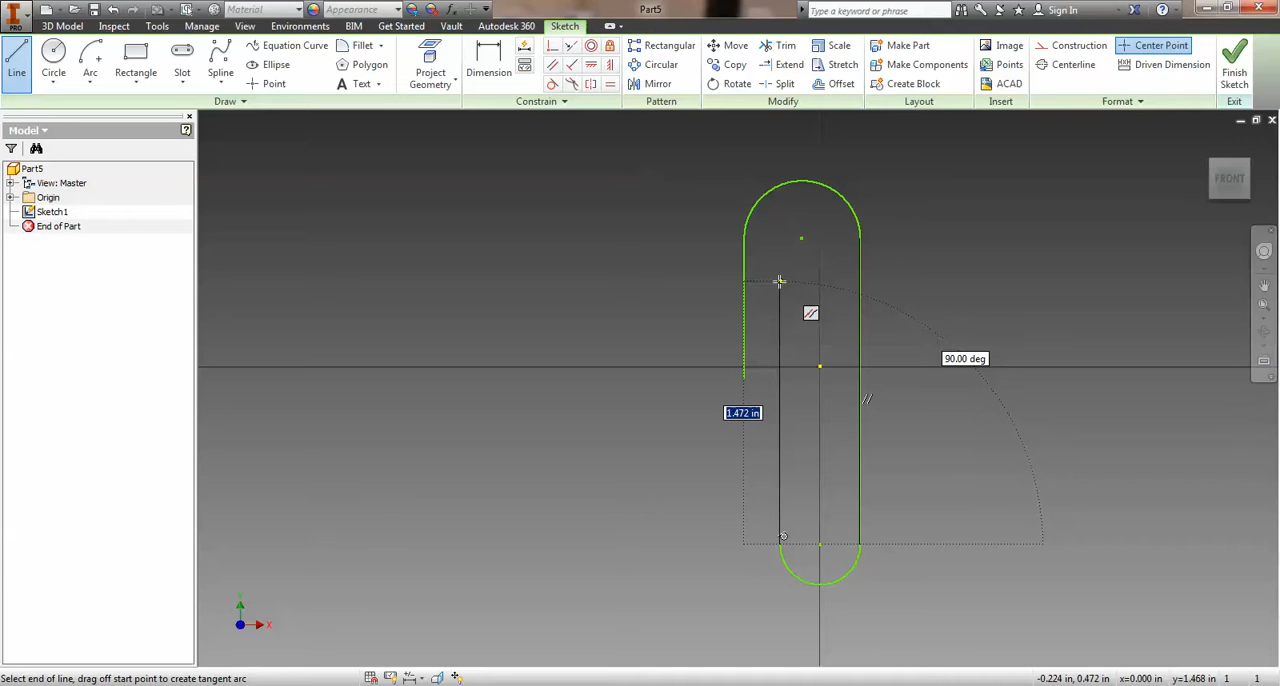 Material
Appearance
fx
Part5
Type a keyword or phrase
Sign In
PRO
3D Model
Inspect
Tools
Manage
View
Environments
BIM
Get Started
Vault
Autodesk 360
Sketch
Line
Circle
Arc
Rectangle
Slot
Spline
Equation Curve
Ellipse
Point
Fillet
Polygon
Text
Project Geometry
Dimension
Rectangular
Circular
Mirror
Move
Copy
Rotate
Trim
Extend
Split
Scale
Stretch
Offset
Make Part
Make Components
Create Block
Image
Points
ACAD
Construction
Centerline
Center Point
Driven Dimension
Finish Sketch
Draw
Constrain
Pattern
Modify
Layout
Insert
Format
Exit
Model
Part5
View: Master
Origin
Sketch1
End of Part
FRONT
90.00 deg
1.472 in
Y
X
Select end of line, drag off start point to create tangent arc
-0.224 in, 0.472 in
x=0.000 in
y=1.468 in
1
1